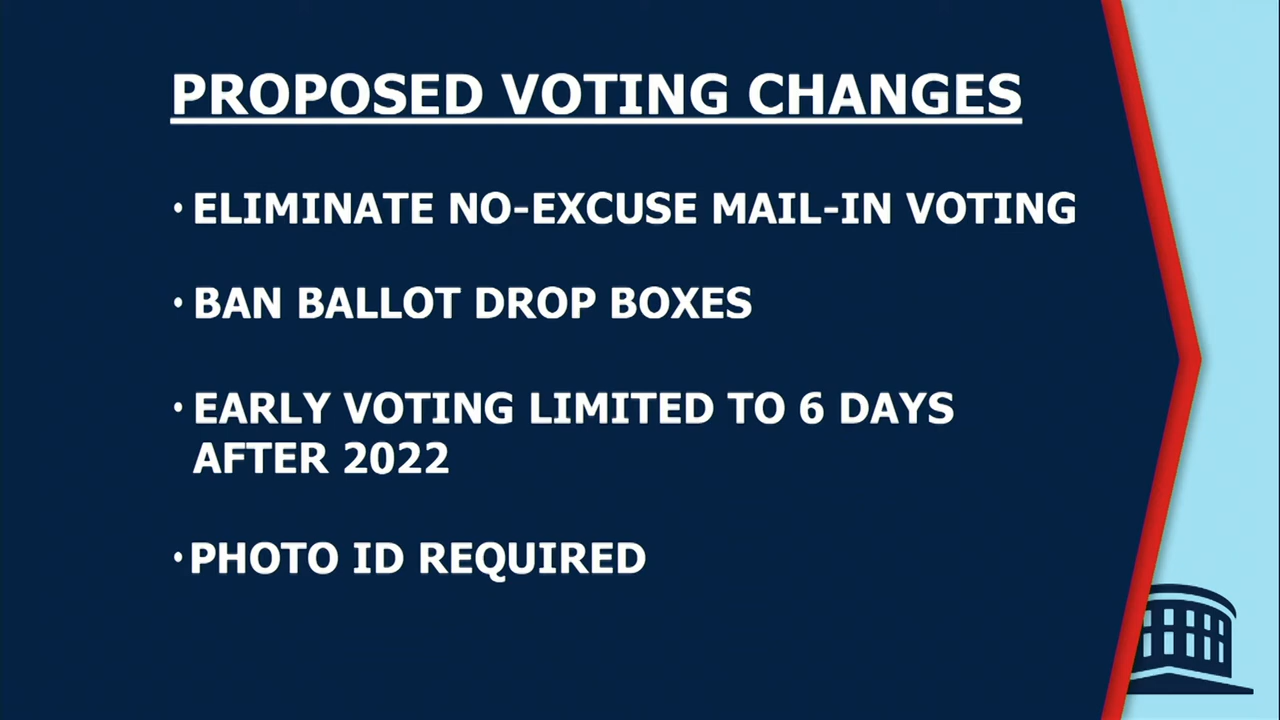 PROPOSED VOTING CHANGES
• ELIMINATE NO-EXCUSE MAIL-IN VOTING
• BAN BALLOT DROP BOXES
• EARLY VOTING LIMITED TO 6 DAYS
AFTER 2022
• PHOTO ID REQUIRED